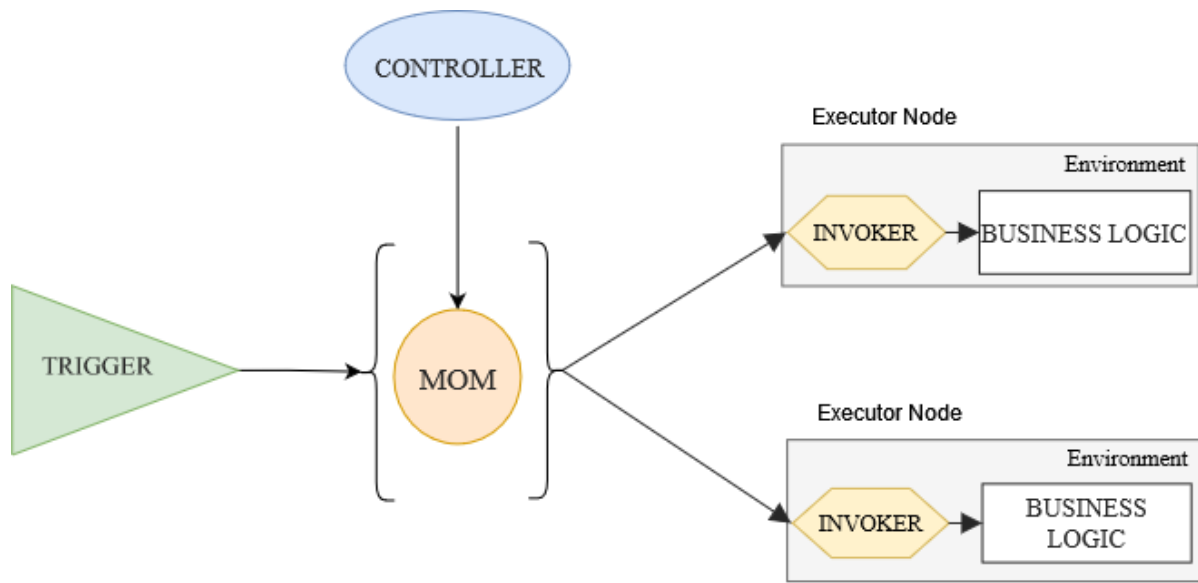 CONTROLLER
Executor Node
Environment
INVOKER
BUSINESS LOGIC
TRIGGER
MOM
Executor Node
Environment
INVOKER
BUSINESS
LOGIC